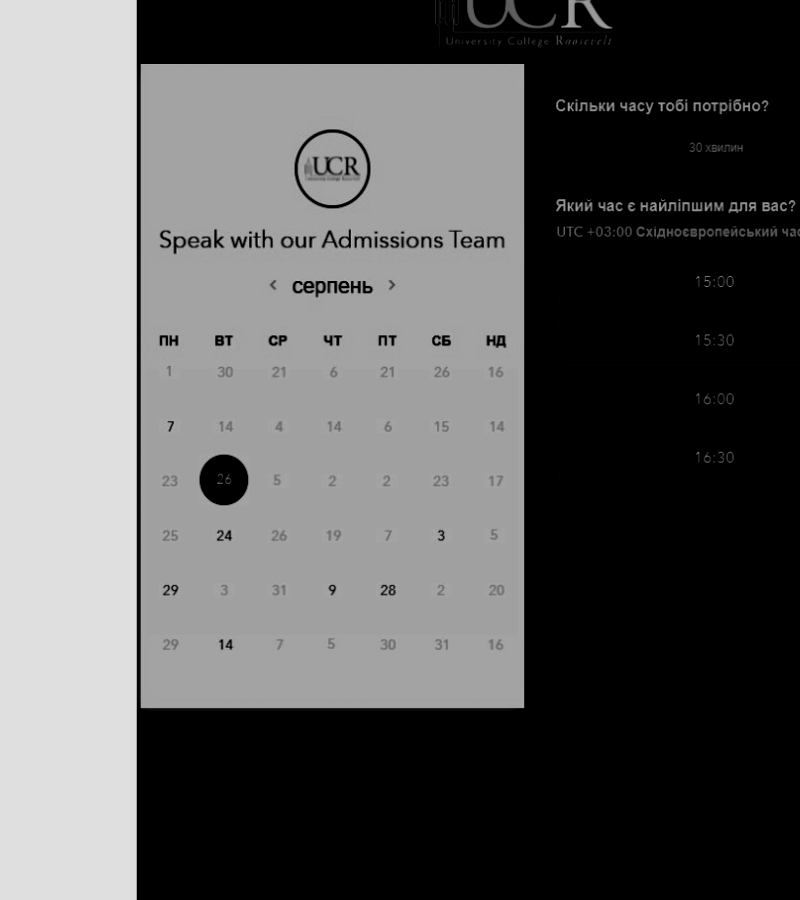 UCR
University College Roosevelt
UCR
Speak with our Admissions Team
< серпень >
ПН ВТ СР ЧТ ПТ СБ НД
1 30 21 6 21 26 16
7 14 4 14 6 15 14
23 26 5 2 2 23 17
25 24 26 19 7 3 5
29 3 31 9 28 2 20
29 14 7 5 30 31 16
Скільки часу тобі потрібно?
30 хвилин
Який час є найліпшим для вас?
UTC +03:00 Східноєвропейський час
15:00
15:30
16:00
16:30